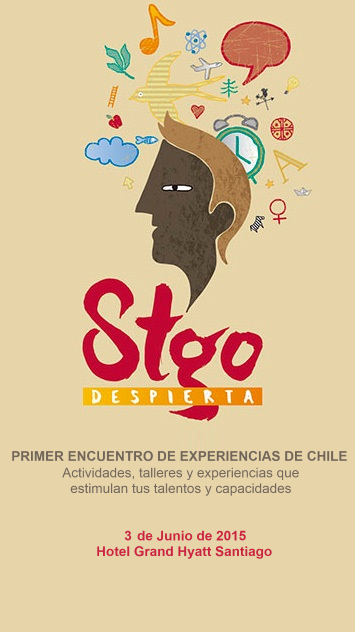 A
Stgo
DESPIERTA
PRIMER ENCUENTRO DE EXPERIENCIAS DE CHILE
Actividades, talleres y experiencias que
estimulan tus talentos y capacidades
3 de Junio de 2015
Hotel Grand Hyatt Santiago